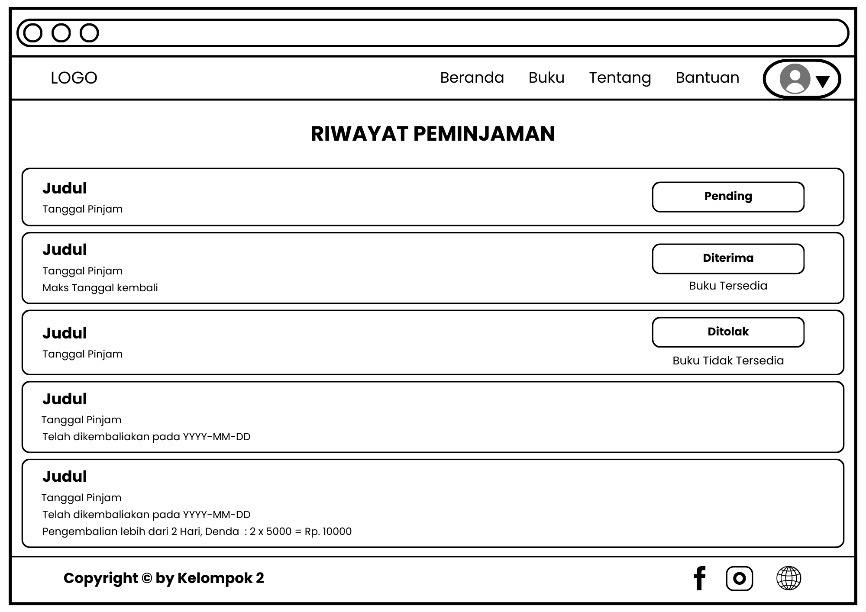 LOGO
Beranda Buku Tentang Bantuan
RIWAYAT PEMINJAMAN
Judul
Tanggal Pinjam
Pending
Judul
Tanggal Pinjam
Maks Tanggal kembali
Diterima
Buku Tersedia
Judul
Tanggal Pinjam
Ditolak
Buku Tidak Tersedia
Judul
Tanggal Pinjam
Telah dikembaliakan pada YYYY-MM-DD
Judul
Tanggal Pinjam
Telah dikembaliakan pada YYYY-MM-DD
Pengembalian lebih dari 2 Hari, Denda : 2 x 5000 = Rp. 10000
Copyright © by Kelompok 2